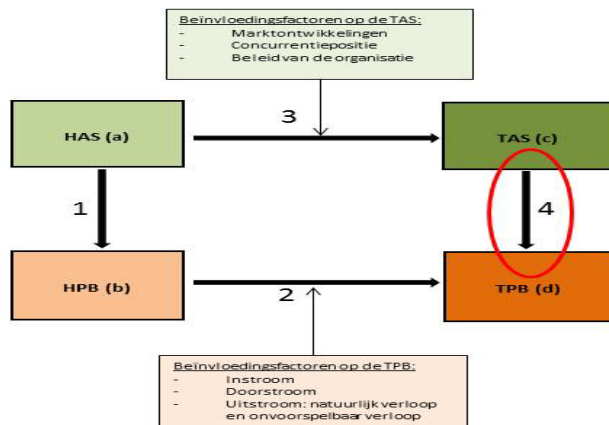 Beïnvloedingsfactoren op de TAS:
- Marktontwikkelingen
- Concurrentiepositie
- Beleid van de organisatie
HAS (a)
3
TAS (c)
1
4
HPB (b)
2
TPB (d)
Beïnvloedingsfactoren op de TPB:
- Instroom
- Doorstroom
- Uitstroom: natuurlijk verloop
en onvoorspelbaar verloop